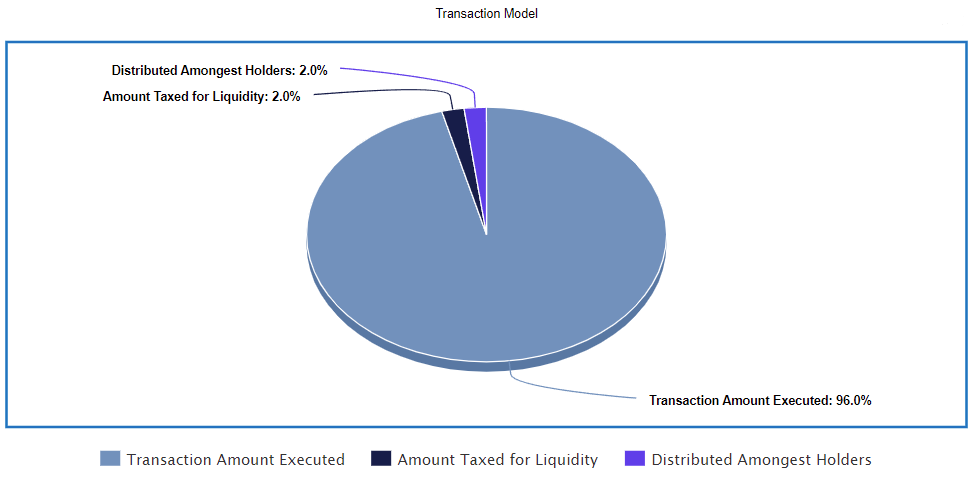 Transaction Model
Distributed Amongest Holders: 2.0%
Amount Taxed for Liquidity: 2.0%
Transaction Amount Executed: 96.0%
Transaction Amount Executed Amount Taxed for Liquidity Distributed Amongest Holders